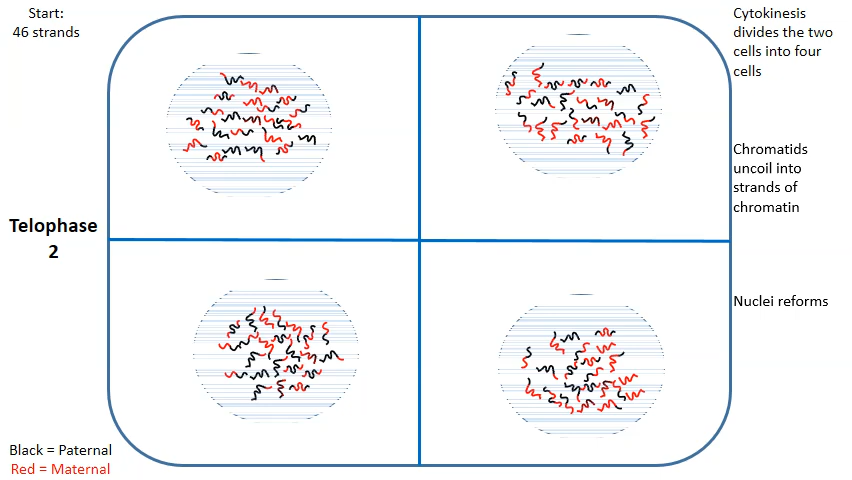 Start:
46 strands
Cytokinesis
divides the two
cells into four
cells
Chromatids
uncoil into
strands of
chromatin
Telophase
2
Nuclei reforms
Black = Paternal
Red = Maternal